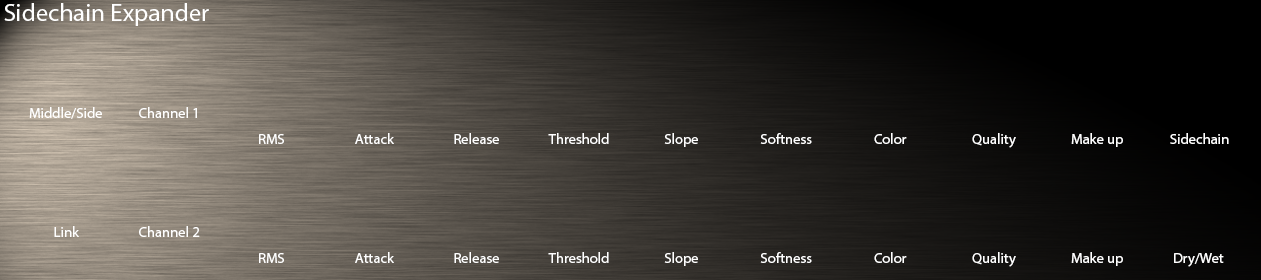 Sidechain Expander
Middle/Side Channel 1
RMS Attack Release Threshold Slope Softness Color Quality Make up Sidechain
Link Channel 2
RMS Attack Release Threshold Slope Softness Color Quality Make up Dry/Wet